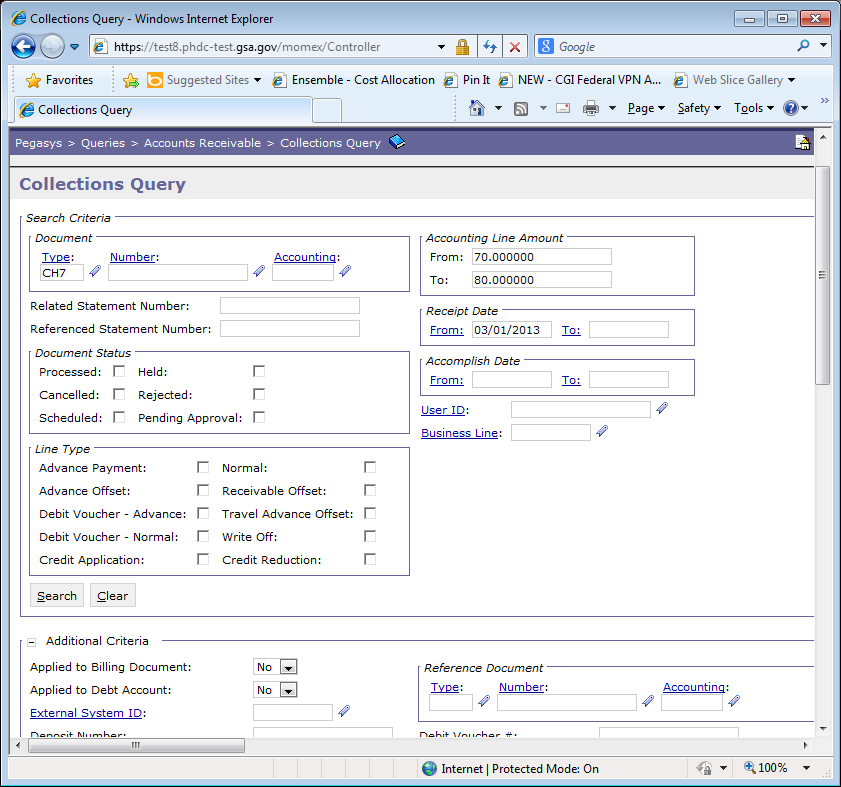 Collections Query - Windows Internet Explorer
https://test8.phdc-test.gsa.gov/momex/Controller
Google
Favorites
Suggested Sites
Ensemble - Cost Allocation
Pin It
NEW - CGI Federal VPN A...
Web Slice Gallery
Collections Query
Page
Safety
Tools
Pegasys > Queries > Accounts Receivable > Collections Query
Collections Query
Search Criteria
Document
Type:
Number:
Accounting:
CH7
Related Statement Number:
Referenced Statement Number:
Document Status
Processed:
Held:
Cancelled:
Rejected:
Scheduled:
Pending Approval:
Line Type
Advance Payment:
Normal:
Advance Offset:
Receivable Offset:
Debit Voucher - Advance:
Travel Advance Offset:
Debit Voucher - Normal:
Write Off:
Credit Application:
Credit Reduction:
Accounting Line Amount
From: 70.000000
To: 80.000000
Receipt Date
From: 03/01/2013 To:
Accomplish Date
From: To:
User ID:
Business Line:
Search
Clear
Additional Criteria
Applied to Billing Document: No
Applied to Debt Account: No
External System ID:
Deposit Number:
Reference Document
Type:
Number:
Accounting:
Debit Voucher #:
Internet | Protected Mode: On
100%